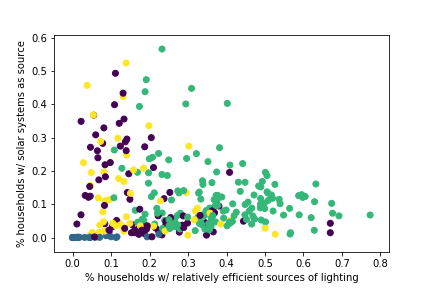 % households w/ solar systems as source
0.6
0.5
0.4
0.3
0.2
0.1
0.0
0.0 0.1 0.2 0.3 0.4 0.5 0.6 0.7 0.8
% households w/ relatively efficient sources of lighting